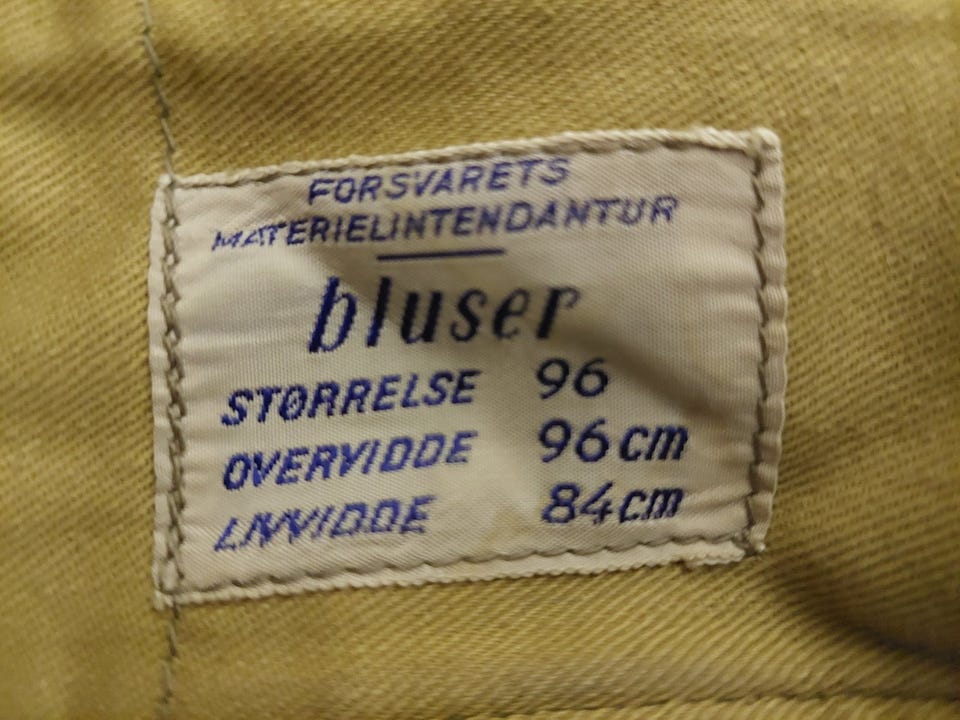 FORSVARETS
MATERIELINTENDANTUR
bluser
STØRRELSE 96
OVERVIDDE 96 cm
LIVVIDDE 84 cm